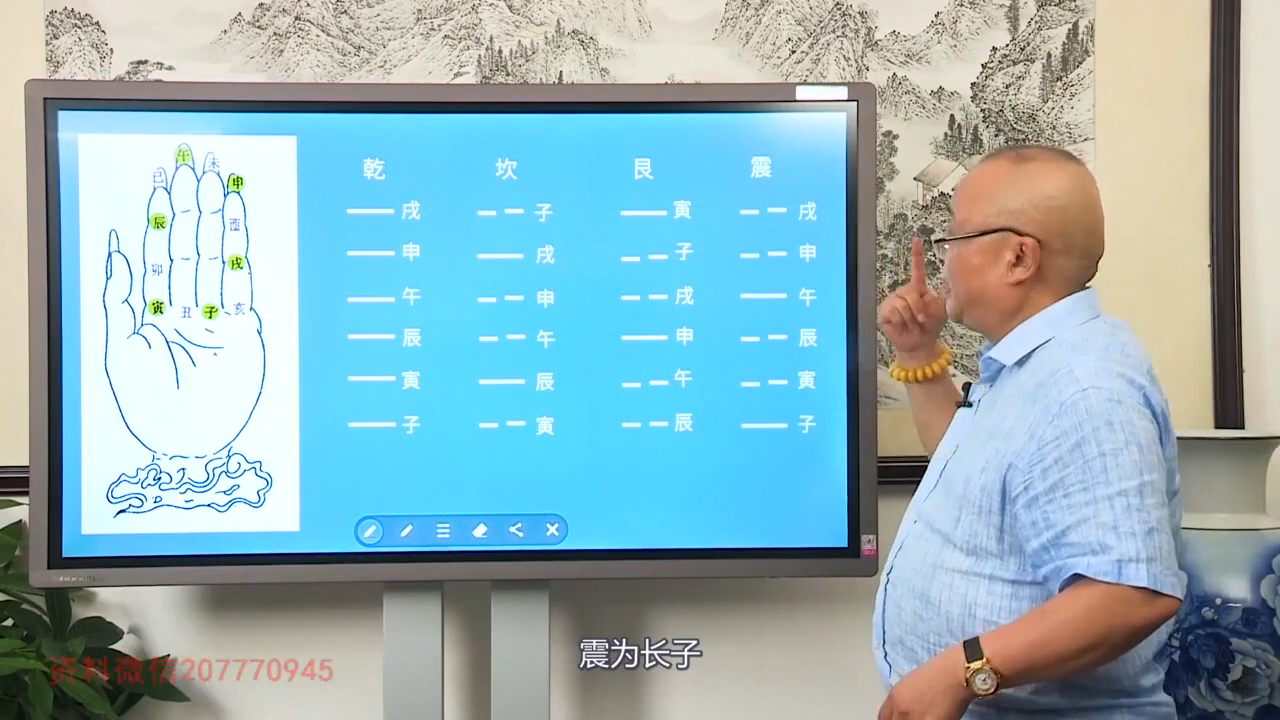 午
巳 未
申
辰 酉
卯 戌
寅 丑 子 亥
乾 坎 艮 震
戌 子 寅 戌
申 戌 子 申
午 申 戌 午
辰 午 申 辰
寅 辰 午 寅
子 寅 辰 子
震为长子
资料微信207770945